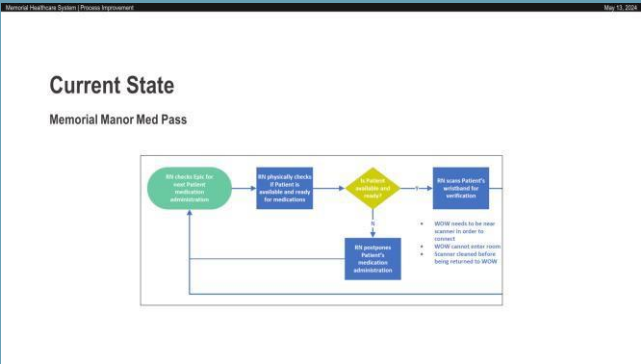 Memorial Healthcare System | Process Improvement
May 13, 2024
Current State
Memorial Manor Med Pass
RN checks Epic for
next Patient
medication
administration
RN physically checks
if Patient is
available and ready
for medications
Is Patient
available and
ready?
Y
RN scans Patient's
wristband for
verification
N
RN postpones
Patient's
medication
administration
• WOW needs to be near
scanner in order to
connect
• WOW cannot enter room
• Scanner cleaned before
being returned to WOW